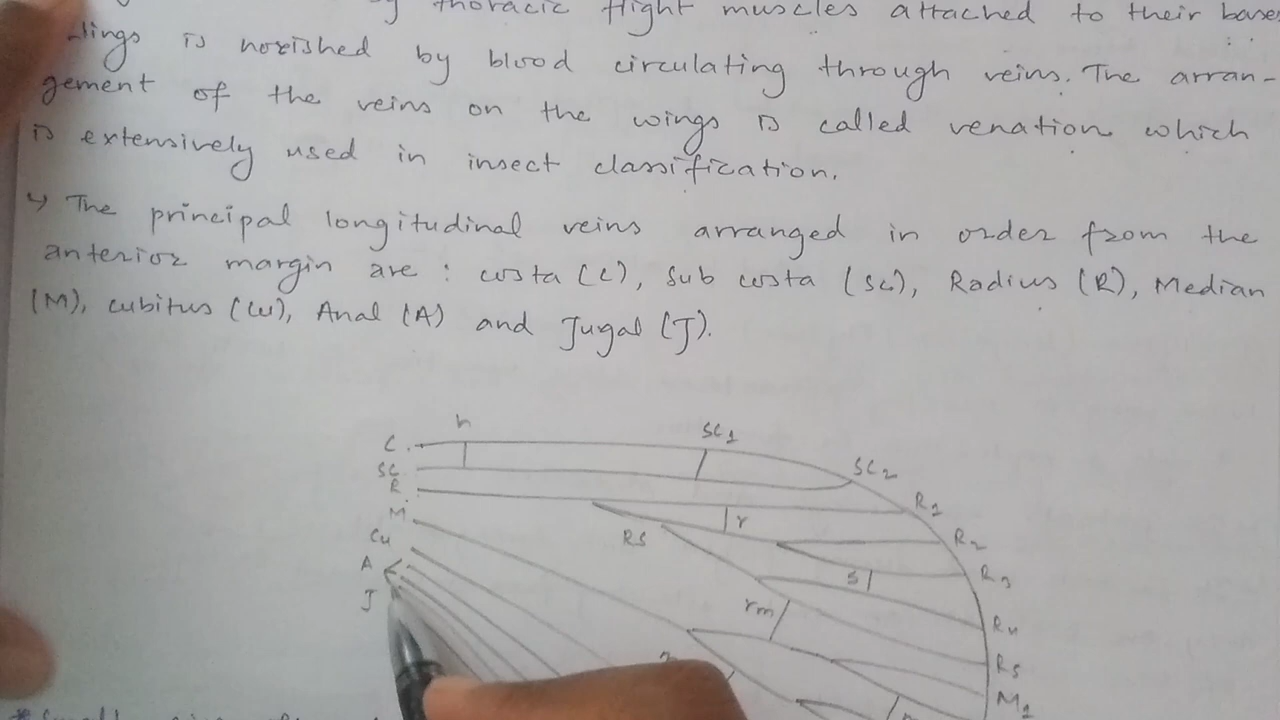 thoracic flight muscles attached to their base
is norished by blood circulating through veins. The arran-
gement of the veins on the wings is called venation which
is extensively used in insect classification.
↳ The principal longitudinal veins arranged in order from the
anterior margin are : costa (C), Sub costa (Sc), Radius (R), Median
(M), cubitus (Cu), Anal (A) and Jugal (J).
h
C.
SC1
SC
SC2
R
R1
M
r
Cu
Rs
R2
A
s
R3
J
rm
R4
R5
M1